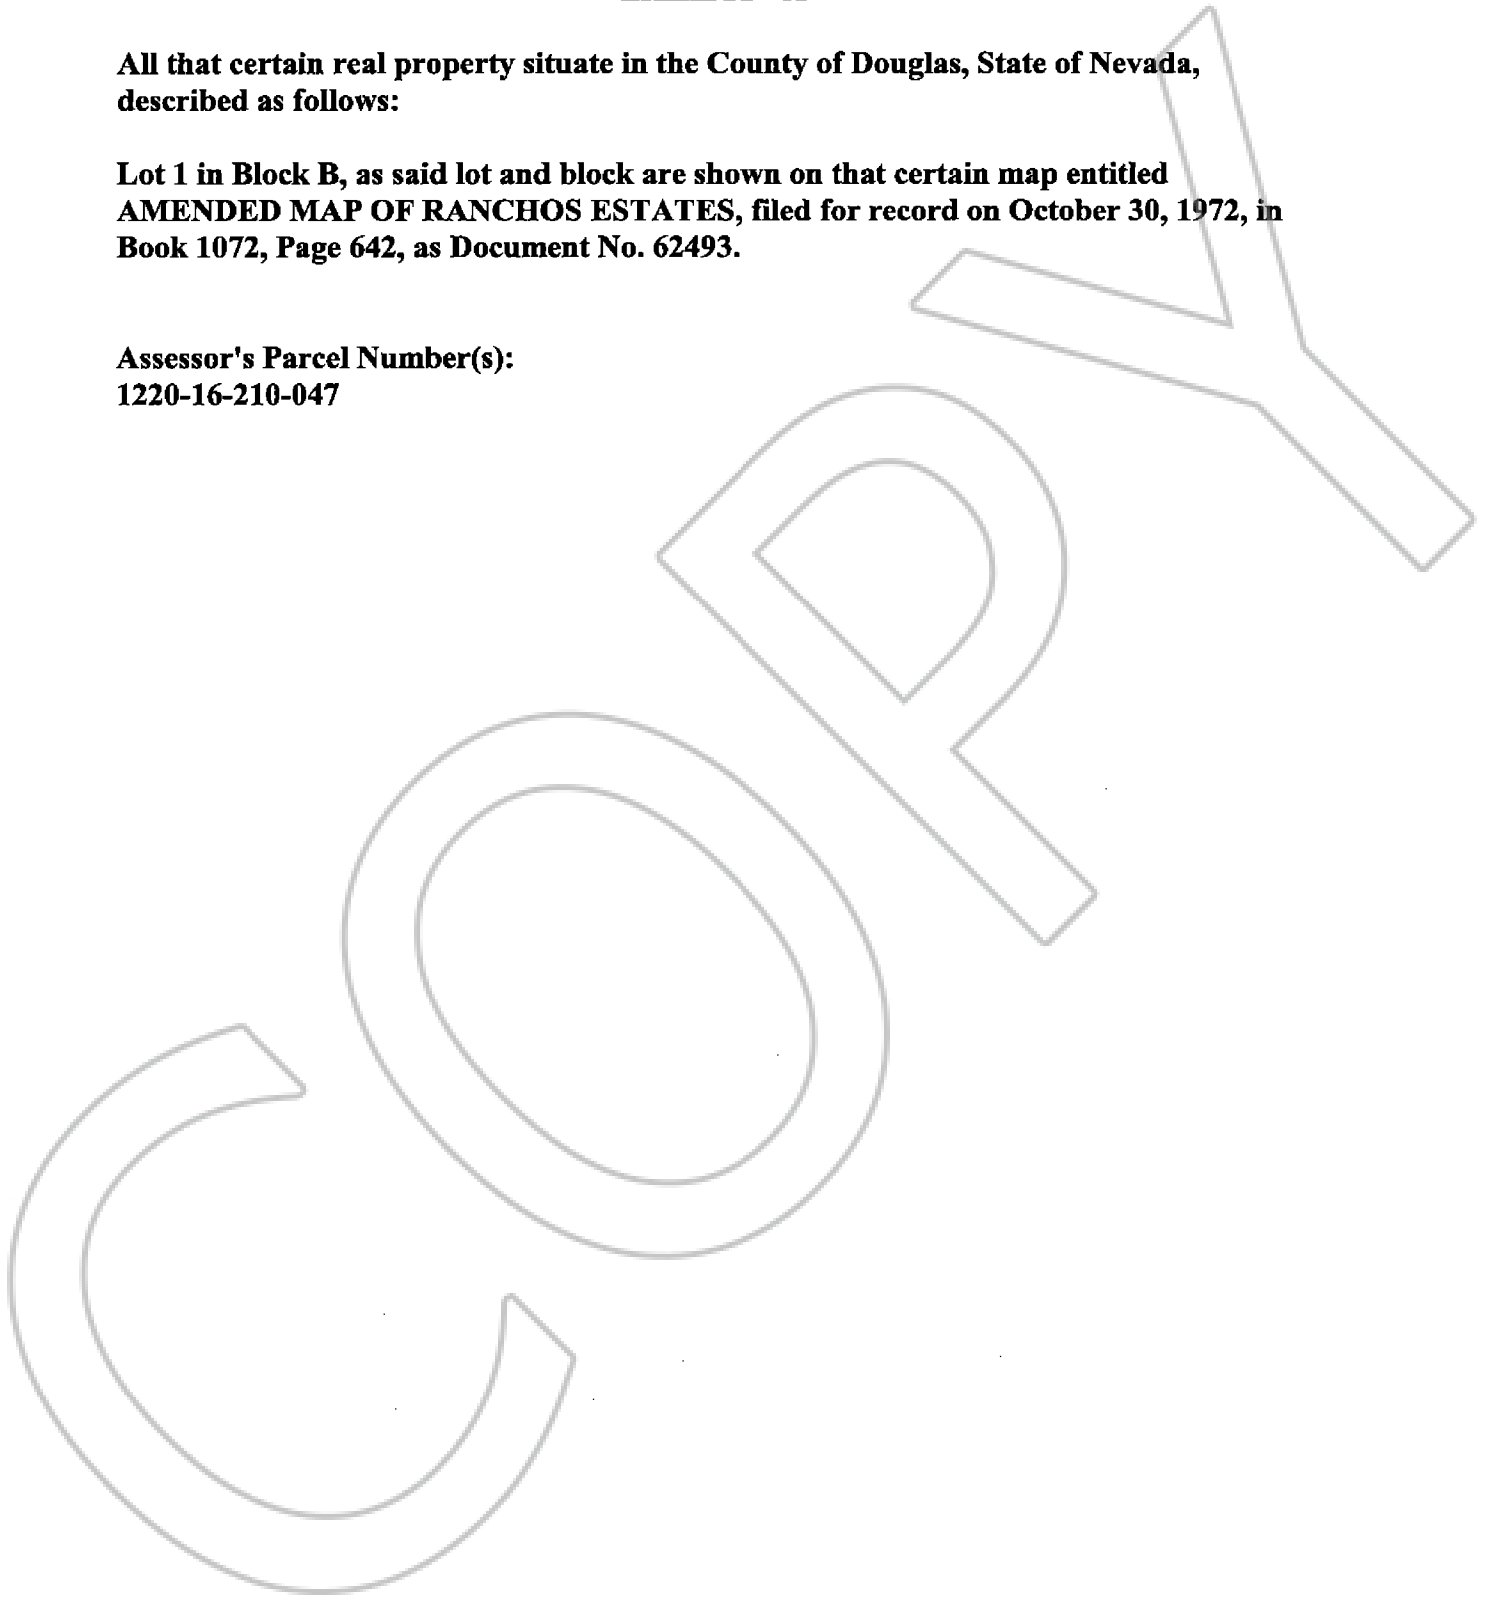 All that certain real property situate in the County of Douglas, State of Nevada,
described as follows:
Lot 1 in Block B, as said lot and block are shown on that certain map entitled
AMENDED MAP OF RANCHOS ESTATES, filed for record on October 30, 1972, in
Book 1072, Page 642, as Document No. 62493.
Assessor's Parcel Number(s):
1220-16-210-047
COPY